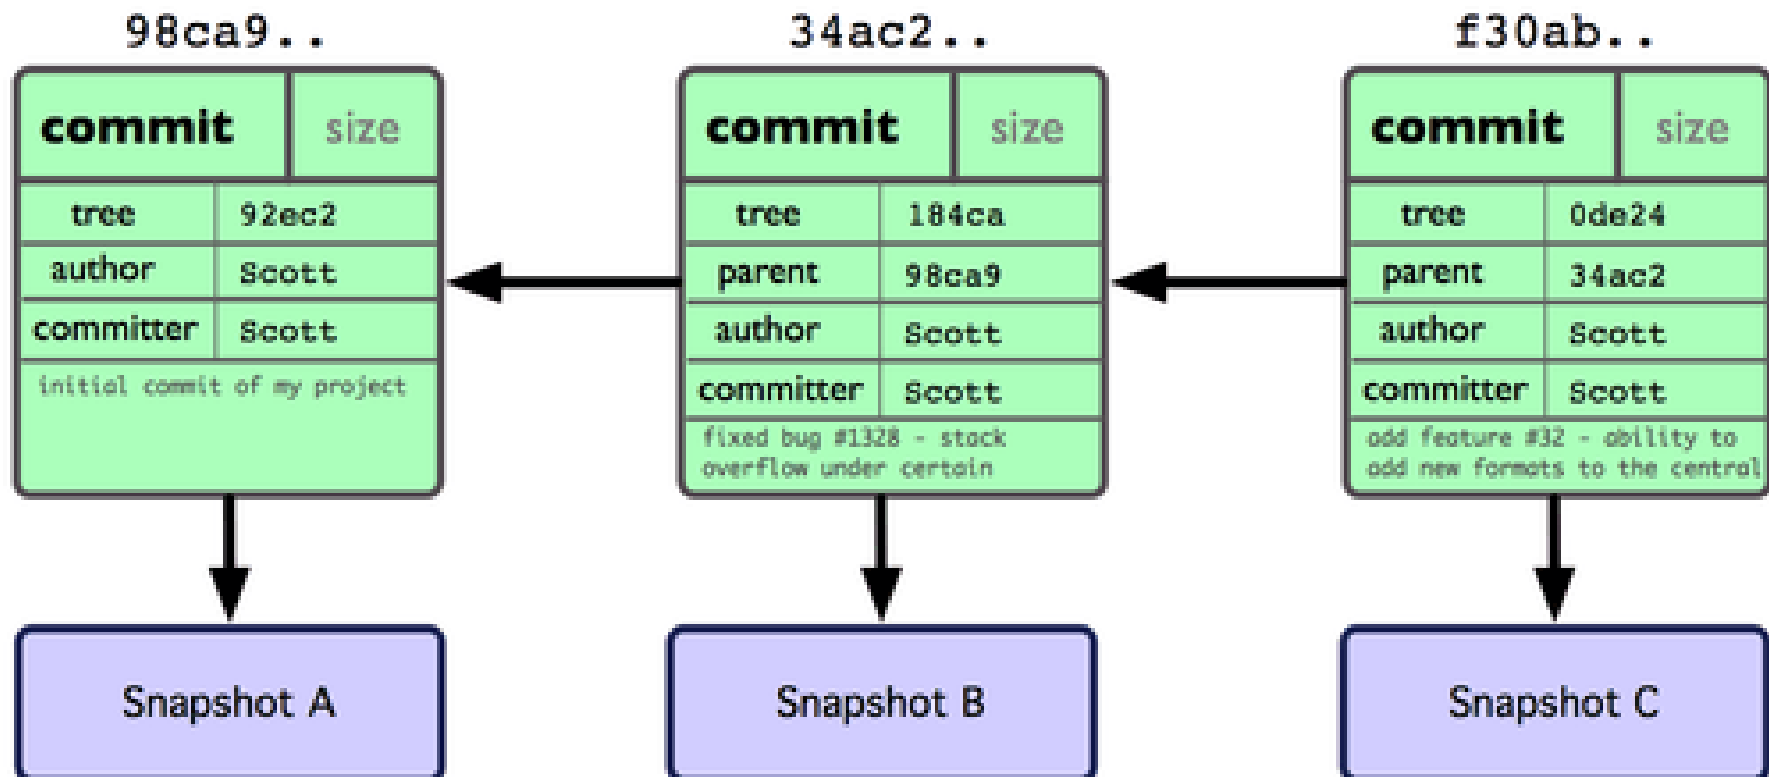 98ca9..
commit size
tree 92ec2
author Scott
committer Scott
initial commit of my project
Snapshot A
34ac2..
commit size
tree 184ca
parent 98ca9
author Scott
committer Scott
fixed bug #1328 - stack
overflow under certain
Snapshot B
f30ab..
commit size
tree 0de24
parent 34ac2
author Scott
committer Scott
add feature #32 - ability to
add new formats to the central
Snapshot C